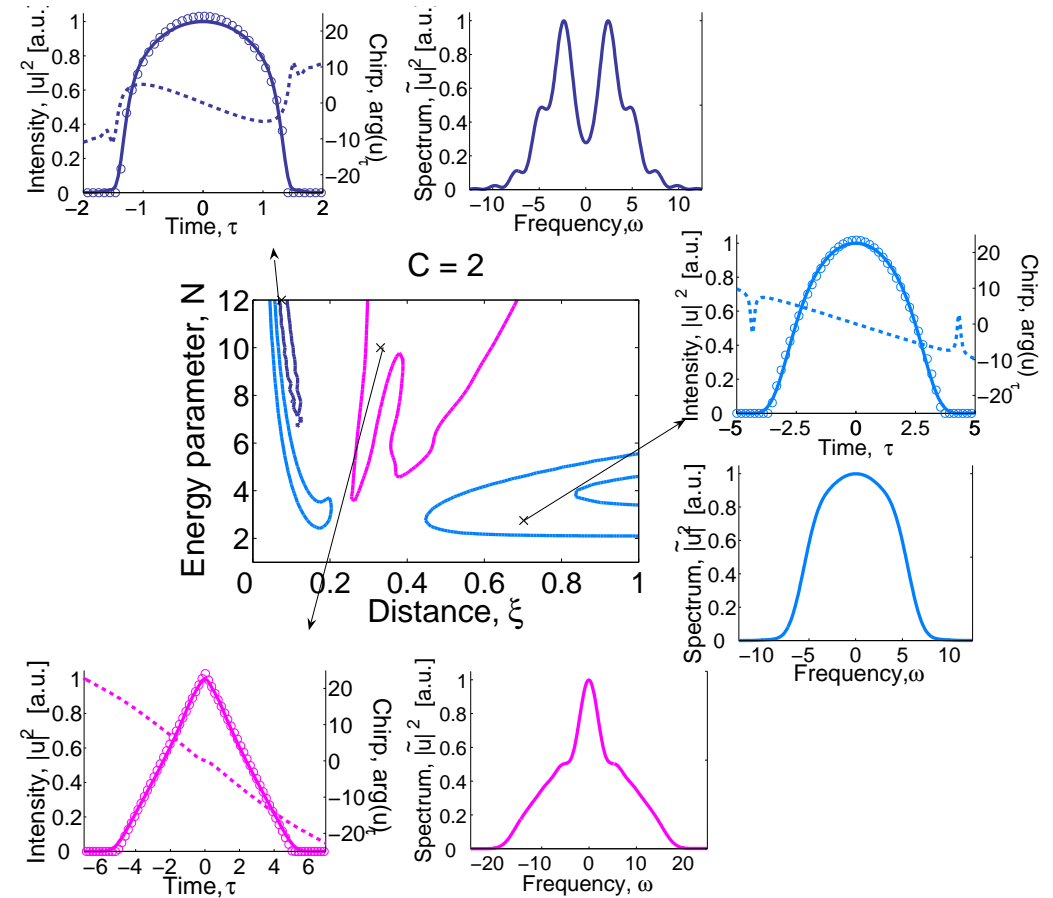 Intensity, |u|² [a.u.]
1
0.8
0.6
0.4
0.2
0
20
10
0
−10
−20
Chirp, arg(u)τ
−2 −1 0 1 2
Time, τ
Spectrum, |ũ|² [a.u.]
1
0.8
0.6
0.4
0.2
0
−10 −5 0 5 10
Frequency,ω
C = 2
Energy parameter, N
12
10
8
6
4
2
0 0.2 0.4 0.6 0.8 1
Distance, ξ
Intensity, |u|² [a.u.]
1
0.8
0.6
0.4
0.2
0
20
10
0
−10
−20
Chirp, arg(u)τ
−5 −2.5 0 2.5 5
Time, τ
Spectrum, |ũ|² [a.u.]
1
0.8
0.6
0.4
0.2
0
−10 −5 0 5 10
Frequency,ω
Intensity, |u|² [a.u.]
1
0.8
0.6
0.4
0.2
0
20
10
0
−10
−20
Chirp, arg(u)τ
−6 −4 −2 0 2 4 6
Time, τ
Spectrum, |ũ|² [a.u.]
1
0.8
0.6
0.4
0.2
0
−20 −10 0 10 20
Frequency, ω